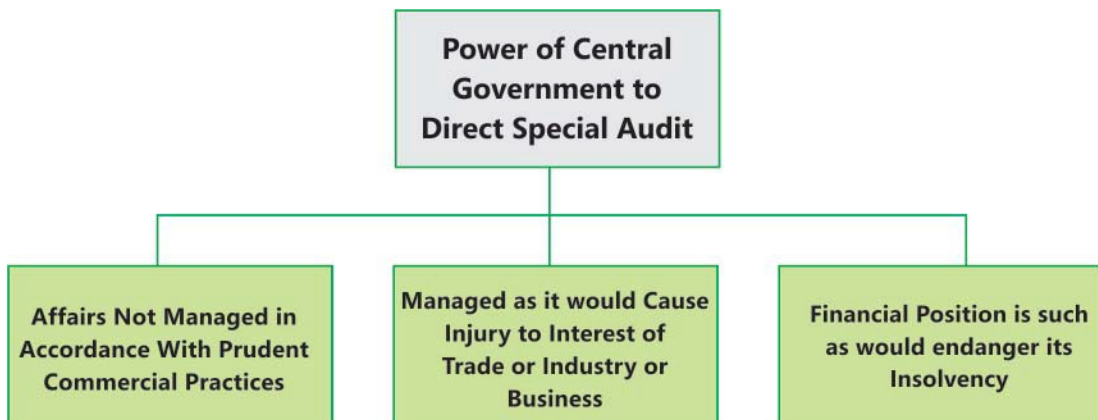 Power of Central
Government to
Direct Special Audit
Affairs Not Managed in
Accordance With Prudent
Commercial Practices
Managed as it would Cause
Injury to Interest of
Trade or Industry or
Business
Financial Position is such
as would endanger its
Insolvency